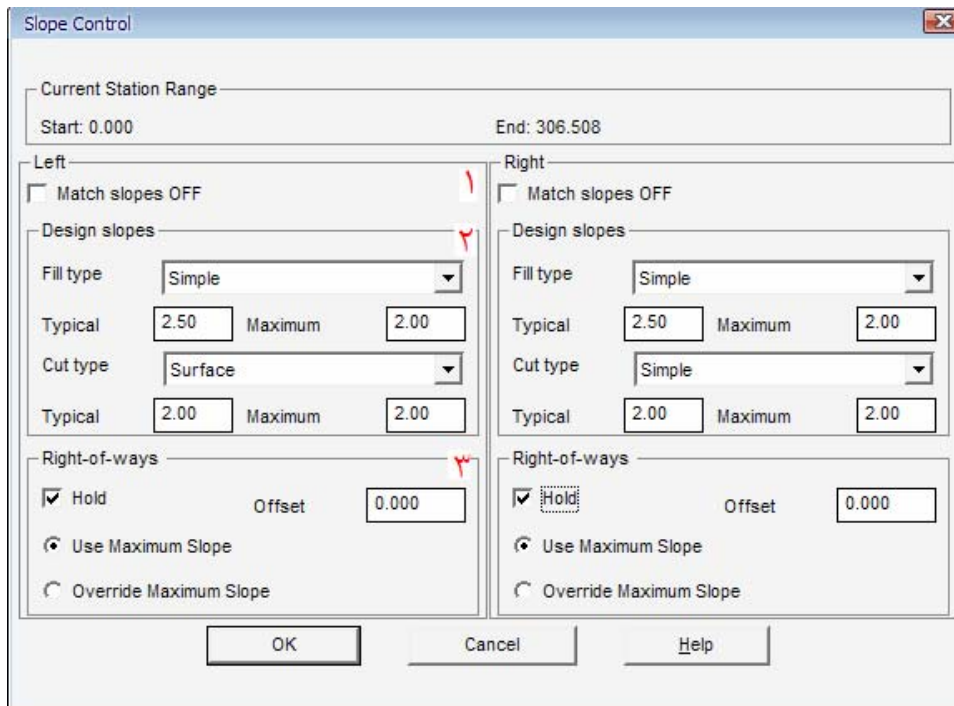 Slope Control
Current Station Range
Start: 0.000 End: 306.508
Left
Match slopes OFF ١
Design slopes ٢
Fill type Simple
Typical 2.50 Maximum 2.00
Cut type Surface
Typical 2.00 Maximum 2.00
Right-of-ways ٣
Hold Offset 0.000
Use Maximum Slope
Override Maximum Slope
Right
Match slopes OFF
Design slopes
Fill type Simple
Typical 2.50 Maximum 2.00
Cut type Simple
Typical 2.00 Maximum 2.00
Right-of-ways
Hold Offset 0.000
Use Maximum Slope
Override Maximum Slope
OK Cancel Help